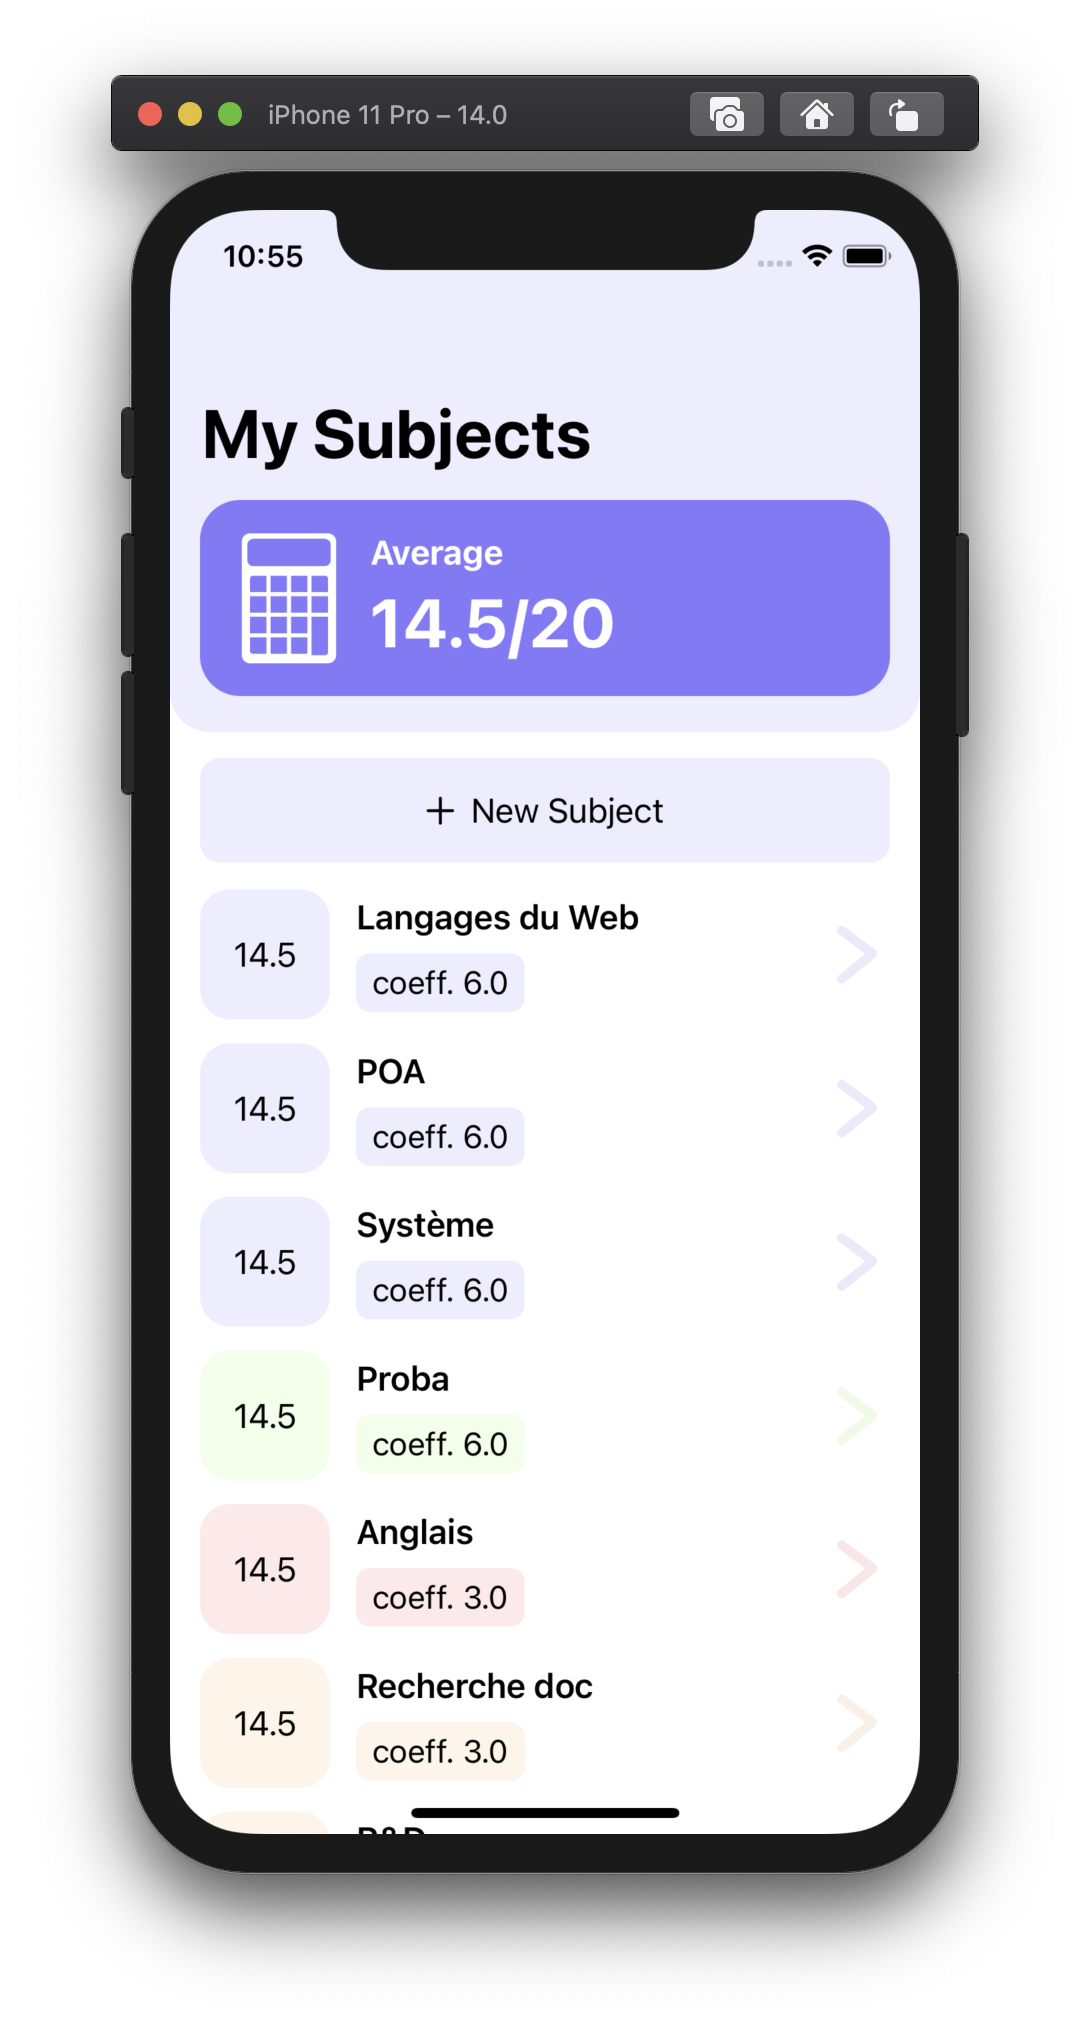 iPhone 11 Pro – 14.0
10:55
My Subjects
Average
14.5/20
+ New Subject
14.5
Langages du Web
coeff. 6.0
14.5
POA
coeff. 6.0
14.5
Système
coeff. 6.0
14.5
Proba
coeff. 6.0
14.5
Anglais
coeff. 3.0
14.5
Recherche doc
coeff. 3.0